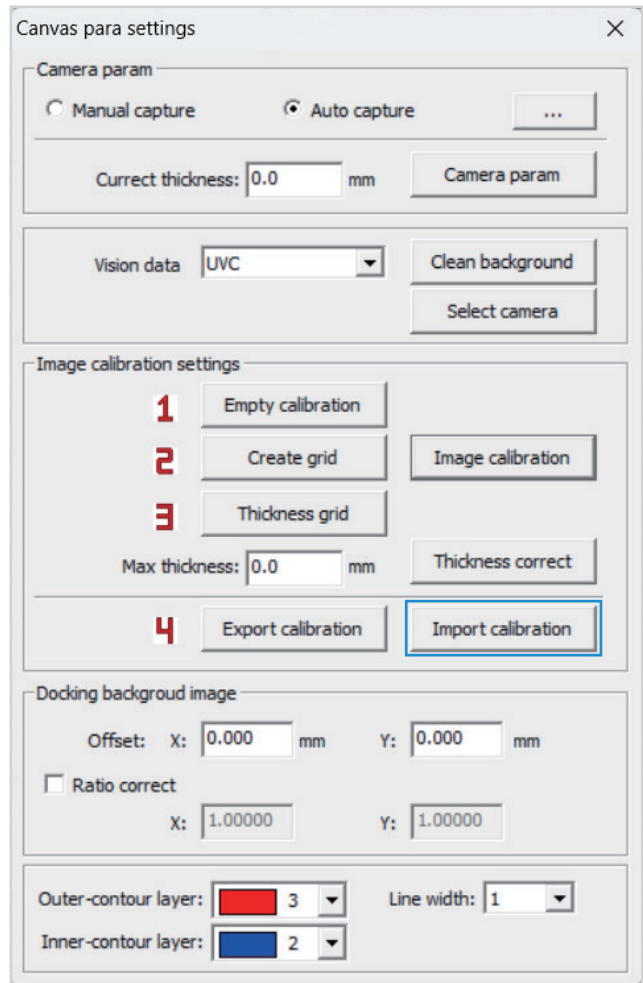 Canvas para settings
Camera param
Manual capture Auto capture ...
Currect thickness: 0.0 mm Camera param
Vision data UVC Clean background
Select camera
Image calibration settings
1 Empty calibration
2 Create grid Image calibration
3 Thickness grid
Max thickness: 0.0 mm Thickness correct
4 Export calibration Import calibration
Docking backgroud image
Offset: X: 0.000 mm Y: 0.000 mm
Ratio correct
X: 1.00000 Y: 1.00000
Outer-contour layer: 3 Line width: 1
Inner-contour layer: 2